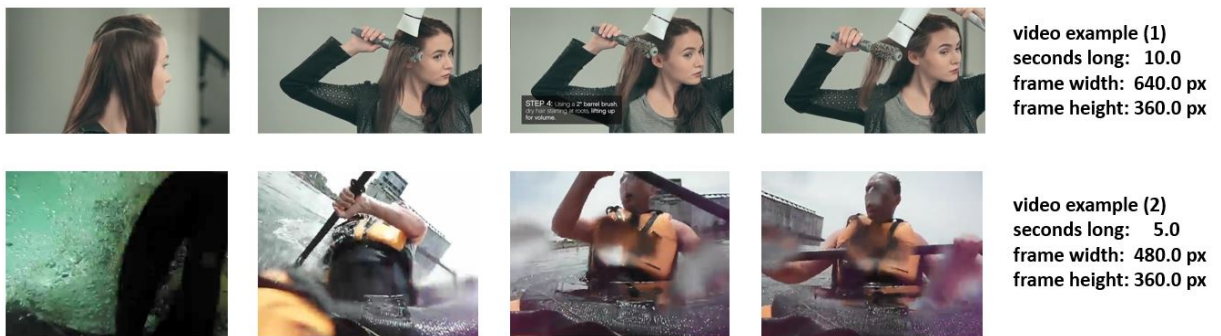 video example (1)
seconds long: 10.0
frame width: 640.0 px
frame height: 360.0 px
STEP 4: Using a 2" barrel brush,
dry hair starting at roots, lifting up
for volume.
video example (2)
seconds long: 5.0
frame width: 480.0 px
frame height: 360.0 px